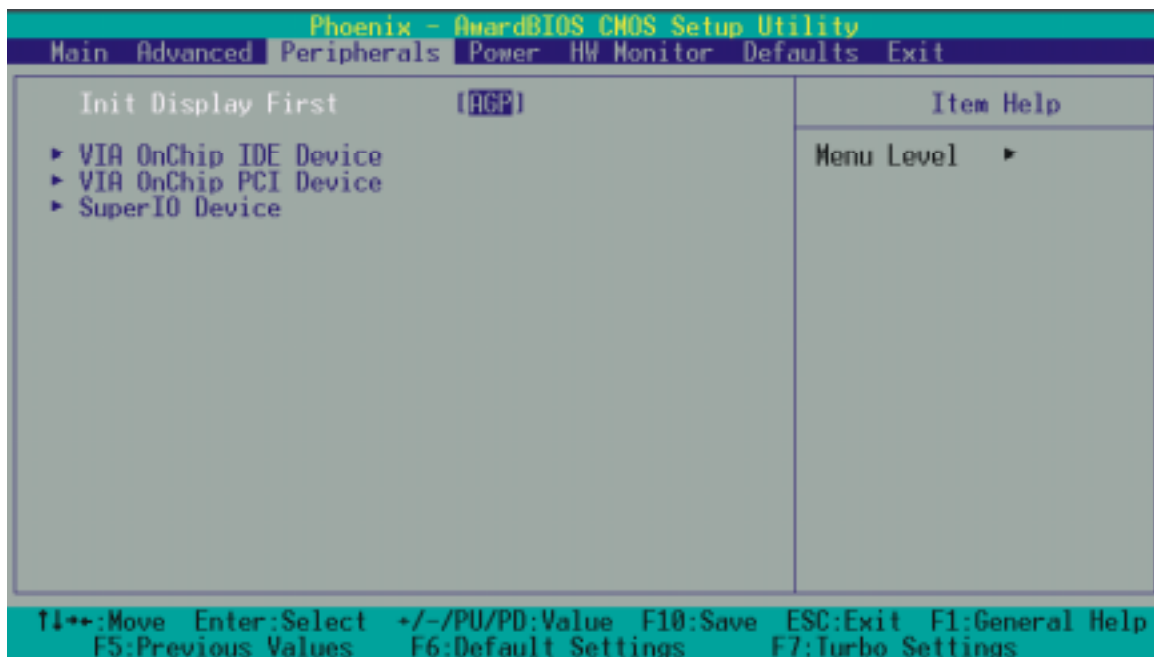 Phoenix - AwardBIOS CMOS Setup Utility
Main Advanced Peripherals Power HW Monitor Defaults Exit
Init Display First [AGP]
Item Help
▸ VIA OnChip IDE Device
Menu Level ▸
▸ VIA OnChip PCI Device
▸ SuperIO Device
↑↓→←:Move Enter:Select +/-/PU/PD:Value F10:Save ESC:Exit F1:General Help
F5:Previous Values F6:Default Settings F7:Turbo Settings